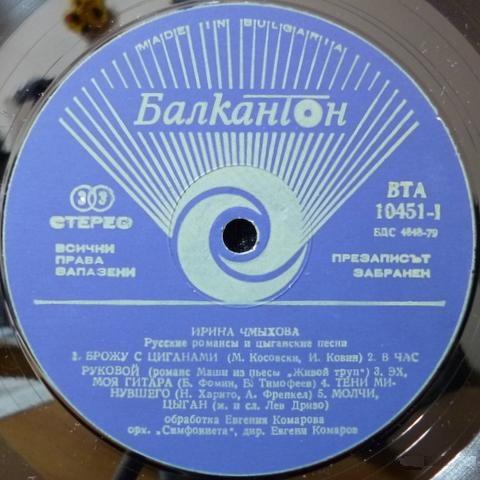 MADE IN BULGARIA
Балкантон
ВТА
10451-I
БДС 4848-79
33
СТЕРЕО
ВСИЧКИ
ПРАВА
ЗАПАЗЕНИ
ПРЕЗАПИСЪТ
ЗАБРАНЕН
ИРИНА ЧМЫХОВА
Русские романсы и цыганские песни
1. БРОЖУ С ЦИГАНАМИ (М. Косовски, И. Ковин) 2. В ЧАС
РУКОВОЙ (романс Маши из пьесы „Живой труп") 3. ЭХ,
МОЯ ГИТАРА (Б. Фомин, В. Тимофеев) 4. ТЕНИ МИ-
НУВШЕГО (Н. Харито, А. Френкел) 5. МОЛЧИ,
ЦЫГАН (м. и сл. Лев Дризо)
обработка Евгения Комарова
орк. „Симфониета", дир. Евгени Комаров